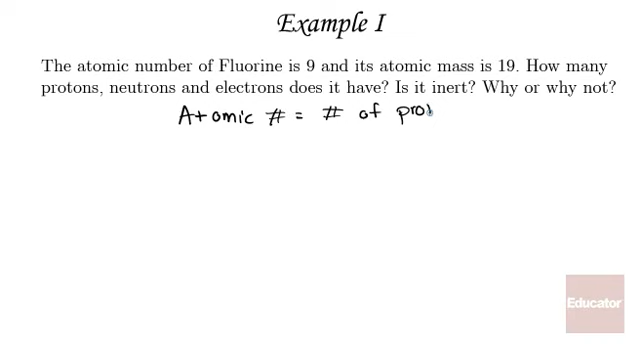 Example I
The atomic number of Fluorine is 9 and its atomic mass is 19. How many
protons, neutrons and electrons does it have? Is it inert? Why or why not?
Atomic # = # of prot
Educator